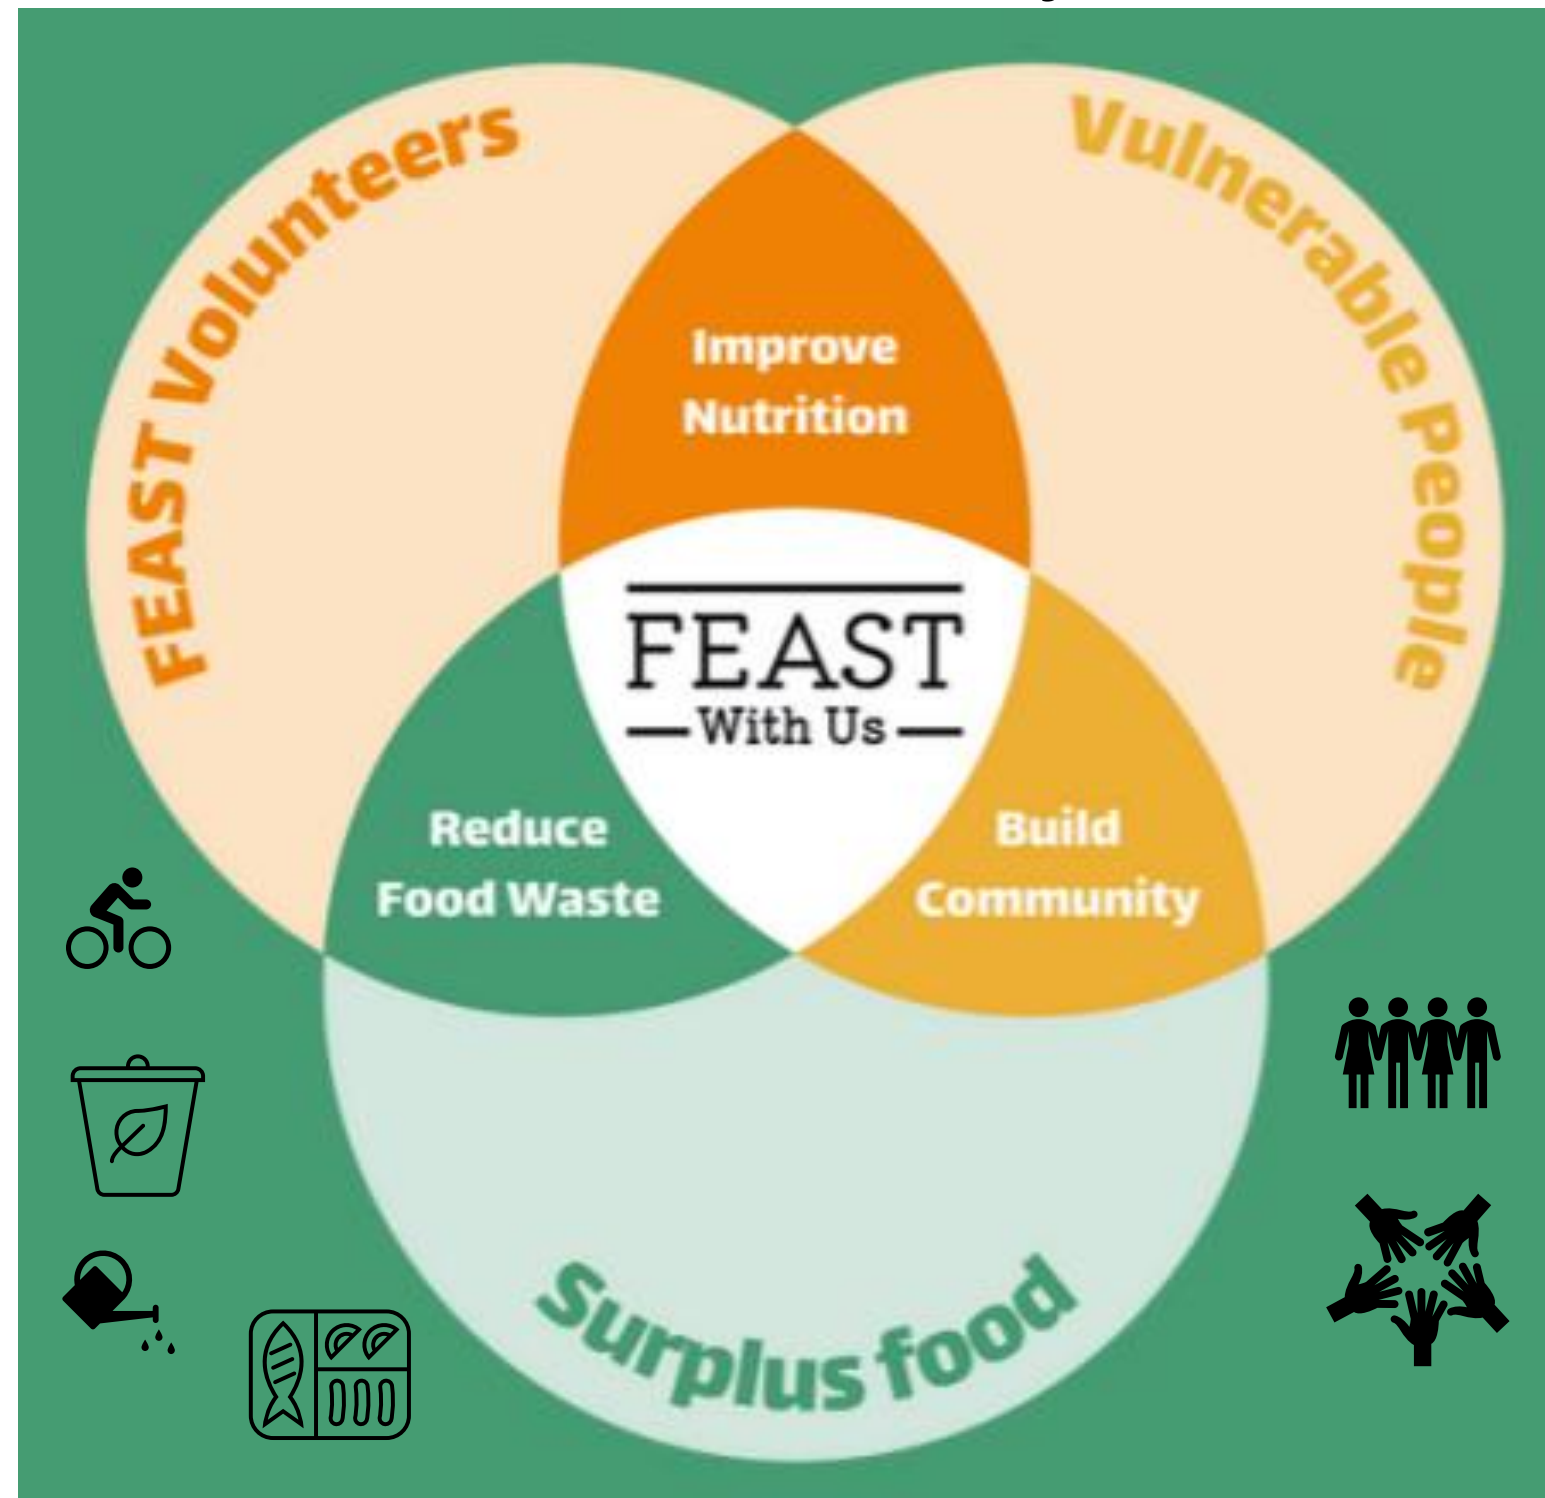 FEAST Volunteers
Vulnerable People
Improve
Nutrition
FEAST
With Us
Reduce
Food Waste
Build
Community
Surplus food